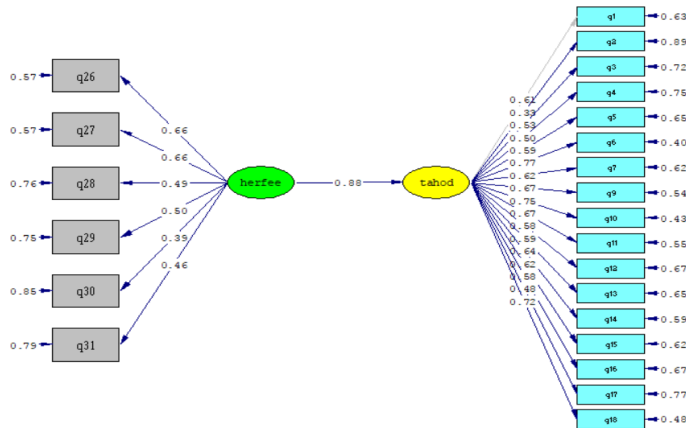 0.57 q26
0.57 q27
0.76 q28
0.75 q29
0.85 q30
0.79 q31
0.66
0.66
0.49
0.50
0.39
0.46
herfee
0.88
tahod
0.61
0.33
0.53
0.50
0.59
0.77
0.62
0.67
0.75
0.67
0.58
0.59
0.64
0.62
0.58
0.48
0.72
q1 0.63
q2 0.89
q3 0.72
q4 0.75
q5 0.65
q6 0.40
q7 0.62
q9 0.54
q10 0.43
q11 0.55
q12 0.67
q13 0.65
q14 0.59
q15 0.62
q16 0.67
q17 0.77
q18 0.48